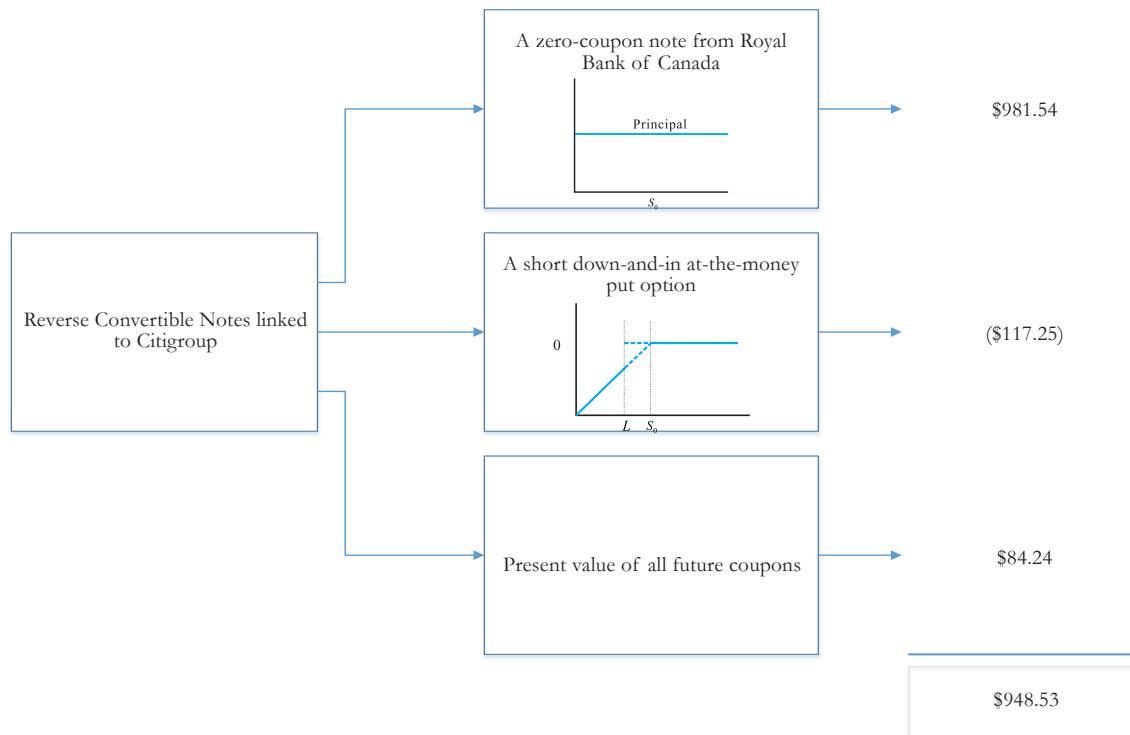 A zero-coupon note from Royal
Bank of Canada
Principal
S₀
$981.54
Reverse Convertible Notes linked
to Citigroup
A short down-and-in at-the-money
put option
0
L S₀
($117.25)
Present value of all future coupons
$84.24
$948.53